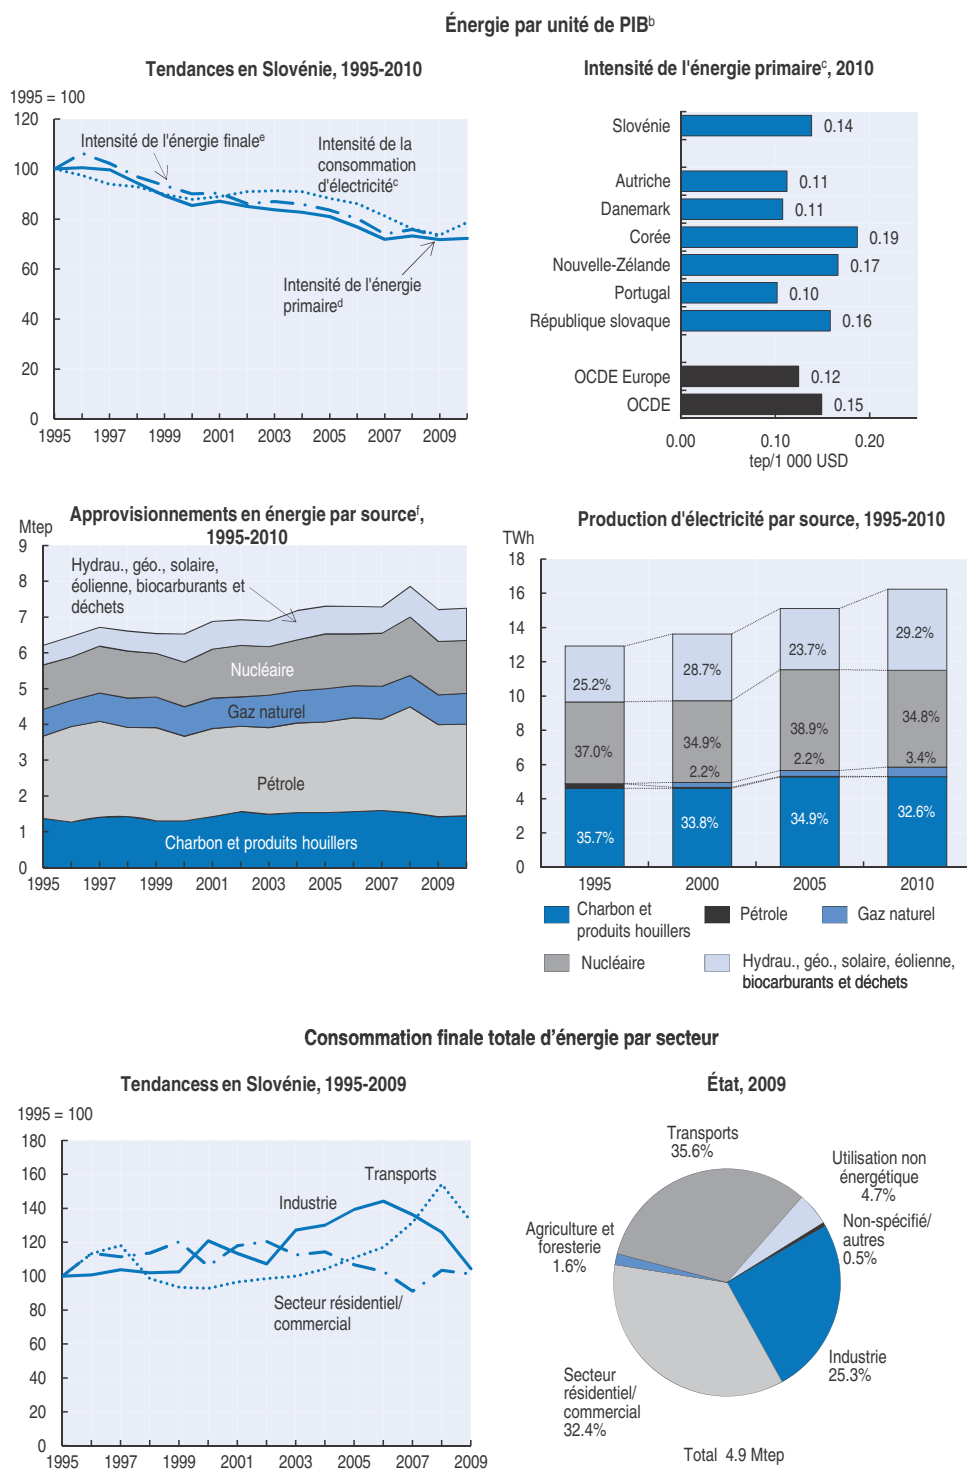 Énergie par unité de PIBb
Tendances en Slovénie, 1995-2010
1995 = 100
120
100
80
60
40
20
0
Intensité de l'énergie finalee
Intensité de la
consommation
d'électricitéc
Intensité de l'énergie
primaired
1995
1997
1999
2001
2003
2005
2007
2009
Intensité de l'énergie primairec, 2010
Slovénie
0.14
Autriche
0.11
Danemark
0.11
Corée
0.19
Nouvelle-Zélande
0.17
Portugal
0.10
République slovaque
0.16
OCDE Europe
0.12
OCDE
0.15
0.00
0.10
0.20
tep/1 000 USD
Approvisionnements en énergie par sourcef,
1995-2010
Mtep
9
8
7
6
5
4
3
2
1
0
Hydrau., géo., solaire,
éolienne, biocarburants et
déchets
Nucléaire
Gaz naturel
Pétrole
Charbon et produits houillers
1995
1997
1999
2001
2003
2005
2007
2009
Production d'électricité par source, 1995-2010
TWh
18
16
14
12
10
8
6
4
2
0
25.2%
37.0%
35.7%
28.7%
34.9%
2.2%
33.8%
23.7%
38.9%
2.2%
34.9%
29.2%
34.8%
3.4%
32.6%
1995
2000
2005
2010
Charbon et
produits houillers
Pétrole
Gaz naturel
Nucléaire
Hydrau., géo., solaire, éolienne,
biocarburants et déchets
Consommation finale totale d’énergie par secteur
Tendancess en Slovénie, 1995-2009
1995 = 100
180
160
140
120
100
80
60
40
20
0
Transports
Industrie
Secteur résidentiel/
commercial
1995
1997
1999
2001
2003
2005
2007
2009
État, 2009
Transports
35.6%
Utilisation non
énergétique
4.7%
Non-spécifié/
autres
0.5%
Agriculture et
foresterie
1.6%
Industrie
25.3%
Secteur
résidentiel/
commercial
32.4%
Total 4.9 Mtep